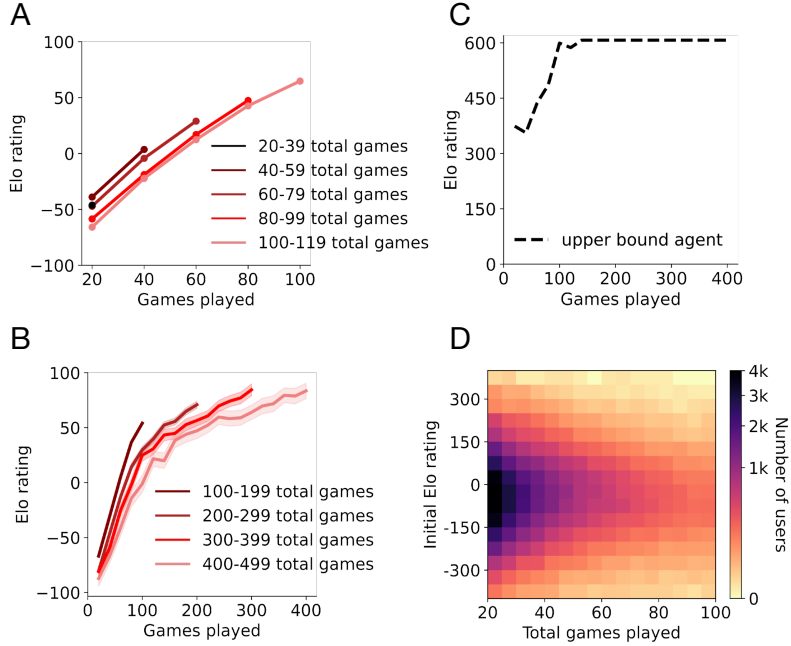 A
100
50
0
−50
−100
Elo rating
20-39 total games
40-59 total games
60-79 total games
80-99 total games
100-119 total games
20 40 60 80 100
Games played
C
600
450
300
150
0
Elo rating
upper bound agent
0 100 200 300 400
Games played
B
100
50
0
−50
−100
Elo rating
100-199 total games
200-299 total games
300-399 total games
400-499 total games
0 100 200 300 400
Games played
D
300
150
0
-150
-300
Initial Elo rating
20 40 60 80 100
Total games played
4k
3k
2k
1k
0
Number of users